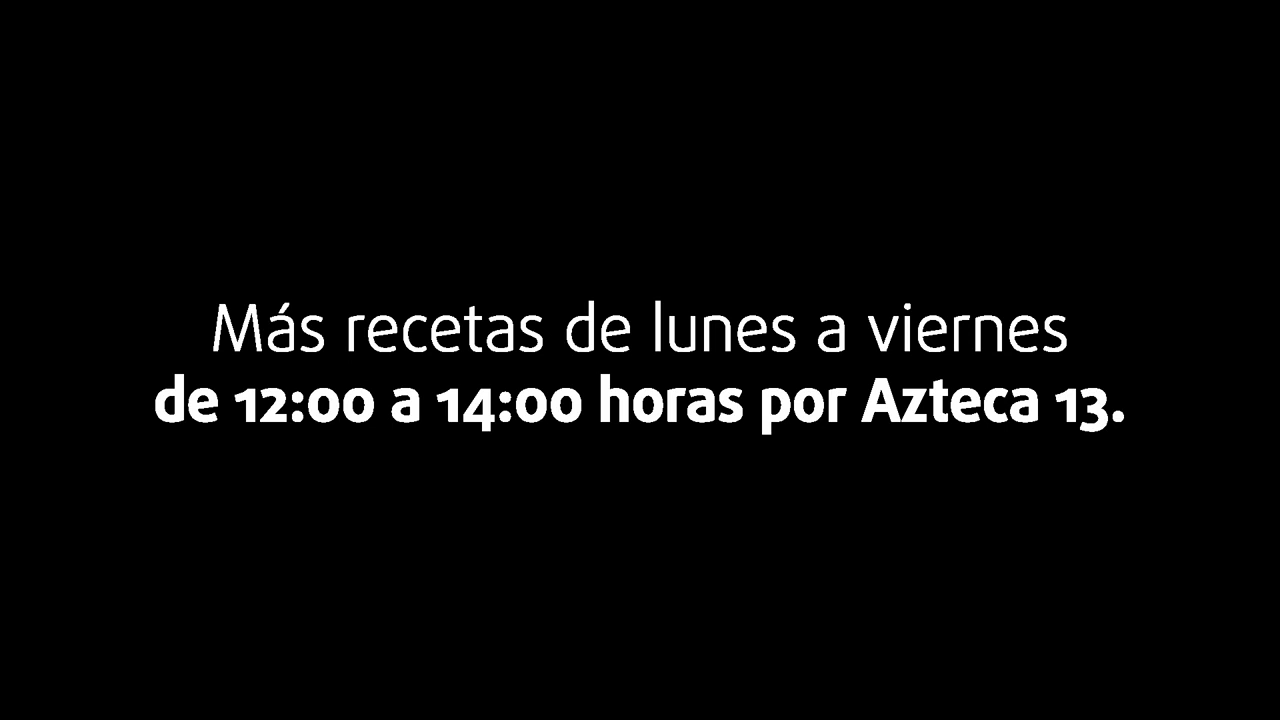 Más recetas de lunes a viernes
de 12:00 a 14:00 horas por Azteca 13.